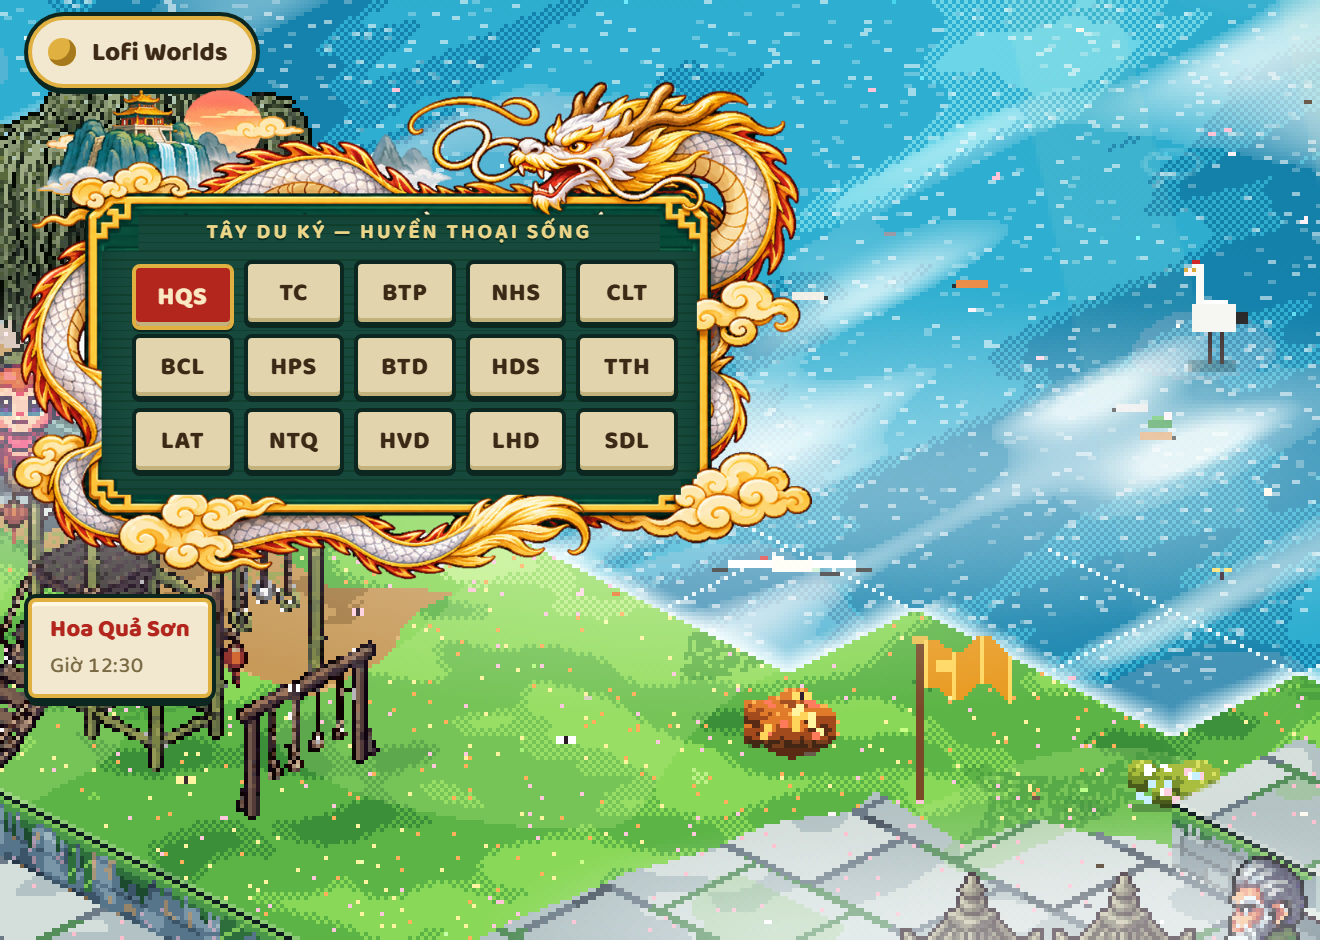 Lofi Worlds
TÂY DU KÝ — HUYỀN THOẠI SỐNG
HQS TC BTP NHS CLT
BCL HPS BTD HDS TTH
LAT NTQ HVD LHD SDL
Hoa Quả Sơn
Giờ 12:30